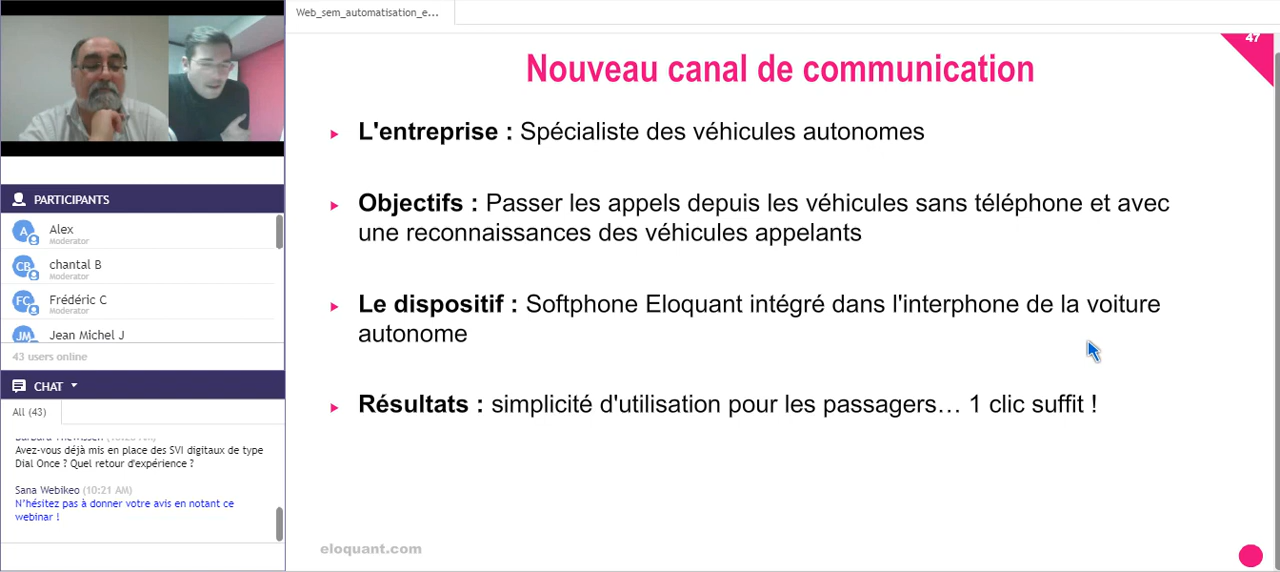 Web_sem_automatisation_e...
47
Nouveau canal de communication
L'entreprise : Spécialiste des véhicules autonomes
Objectifs : Passer les appels depuis les véhicules sans téléphone et avec
une reconnaissances des véhicules appelants
Le dispositif : Softphone Eloquant intégré dans l'interphone de la voiture
autonome
Résultats : simplicité d'utilisation pour les passagers… 1 clic suffit !
eloquant.com
PARTICIPANTS
A
Alex
Moderator
CB
chantal B
Moderator
FC
Frédéric C
Moderator
JM
Jean Michel J
43 users online
CHAT
All (43)
Avez-vous déjà mis en place des SVI digitaux de type
Dial Once ? Quel retour d'expérience ?
Sana Webikeo (10:21 AM)
N'hésitez pas à donner votre avis en notant ce
webinar !